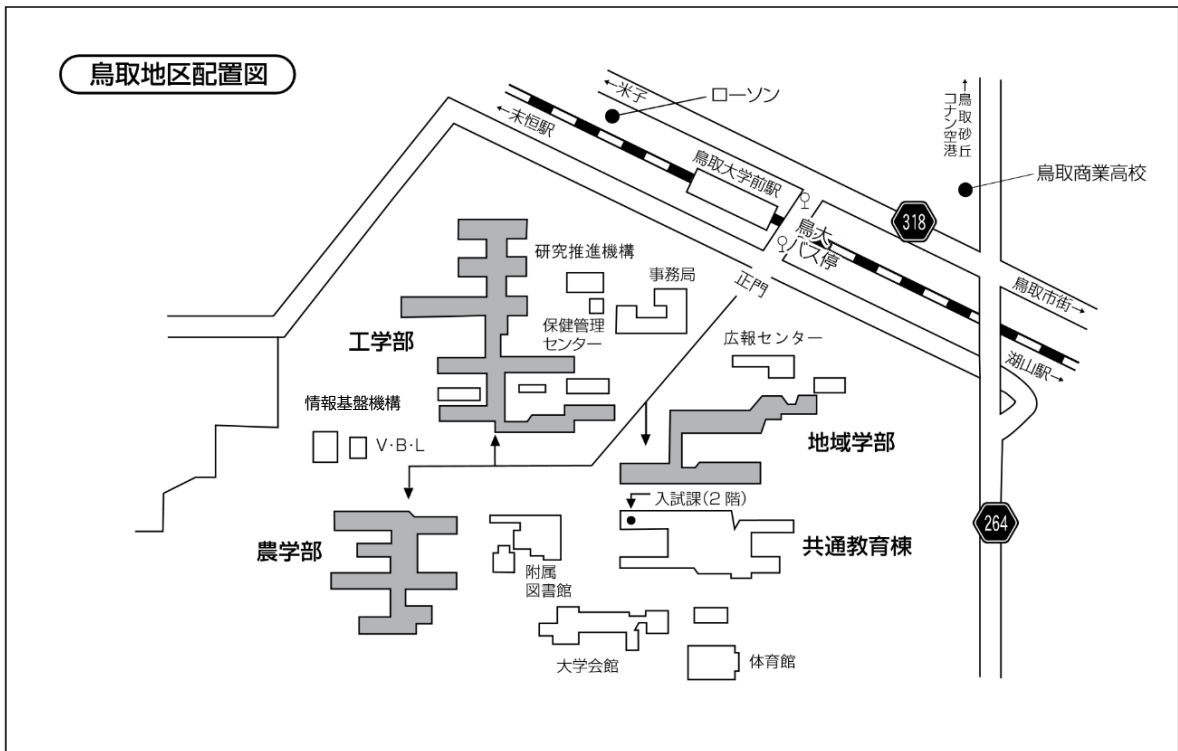 鳥取地区配置図
←米子
ローソン
←末恒駅
鳥取大学前駅
←鳥取砂丘
コナン空港
鳥取商業高校
318
鳥大
バス停
正門
鳥取市街→
湖山駅→
研究推進機構
事務局
保健管理
センター
工学部
広報センター
情報基盤機構
V・B・L
地域学部
入試課(2階)
264
農学部
共通教育棟
附属
図書館
大学会館
体育館